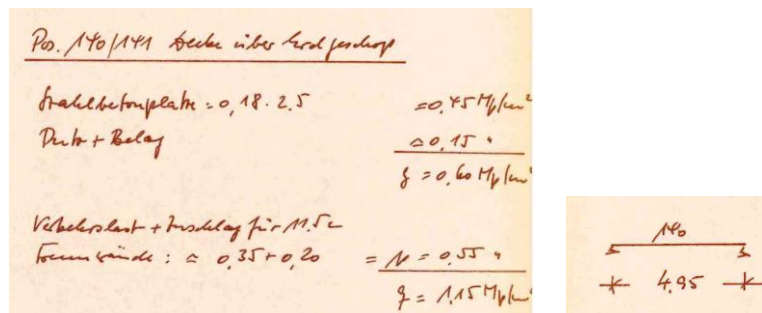 Pos. 140/141 Decke über Erdgeschoß
Stahlbetonplatte = 0,18 · 2,5 = 0,45 Mp/m²
Putz + Belag ≙ 0,15 "
g = 0,60 Mp/m²
Verkehrslast + Zuschlag für 11,5er
Trennwände : ≙ 0,35 + 0,20 = p = 0,55 "
q = 1,15 Mp/m²
140
4,95